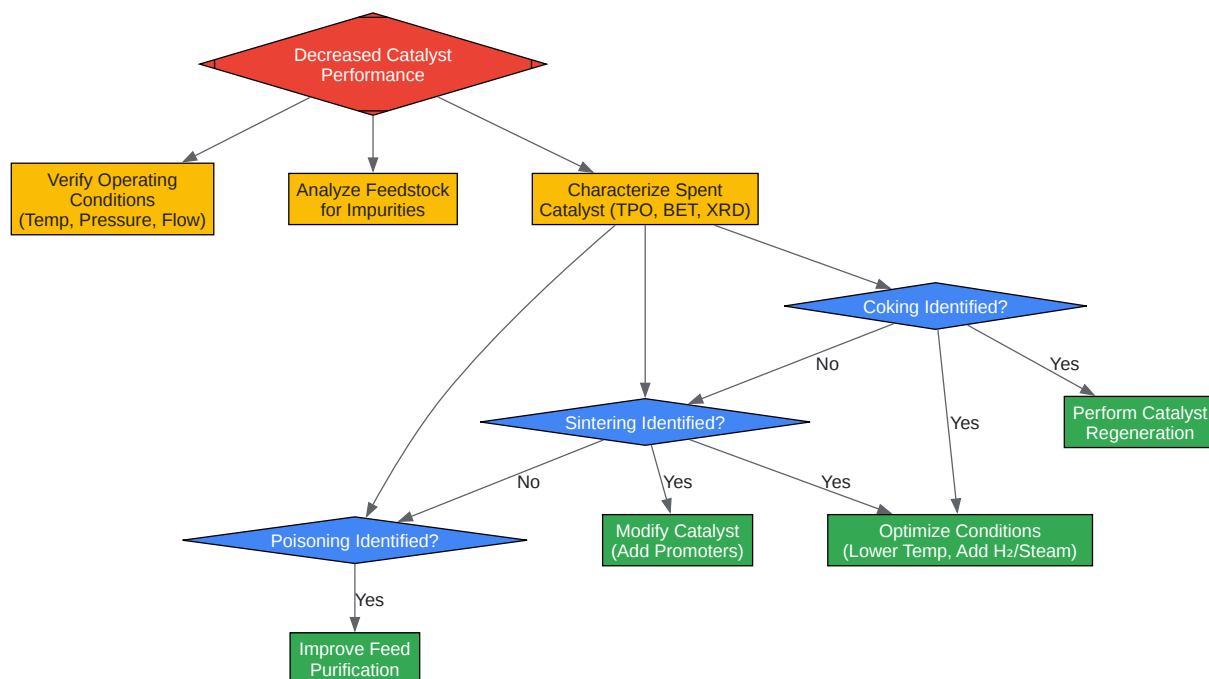 Decreased Catalyst
Performance
Verify Operating
Conditions
(Temp, Pressure, Flow)
Analyze Feedstock
for Impurities
Characterize Spent
Catalyst (TPO, BET, XRD)
Coking Identified?
No
Yes
Yes
Perform Catalyst
Regeneration
Sintering Identified?
No
Yes
Yes
Modify Catalyst
(Add Promoters)
Optimize Conditions
(Lower Temp, Add H₂/Steam)
Poisoning Identified?
Yes
Improve Feed
Purification